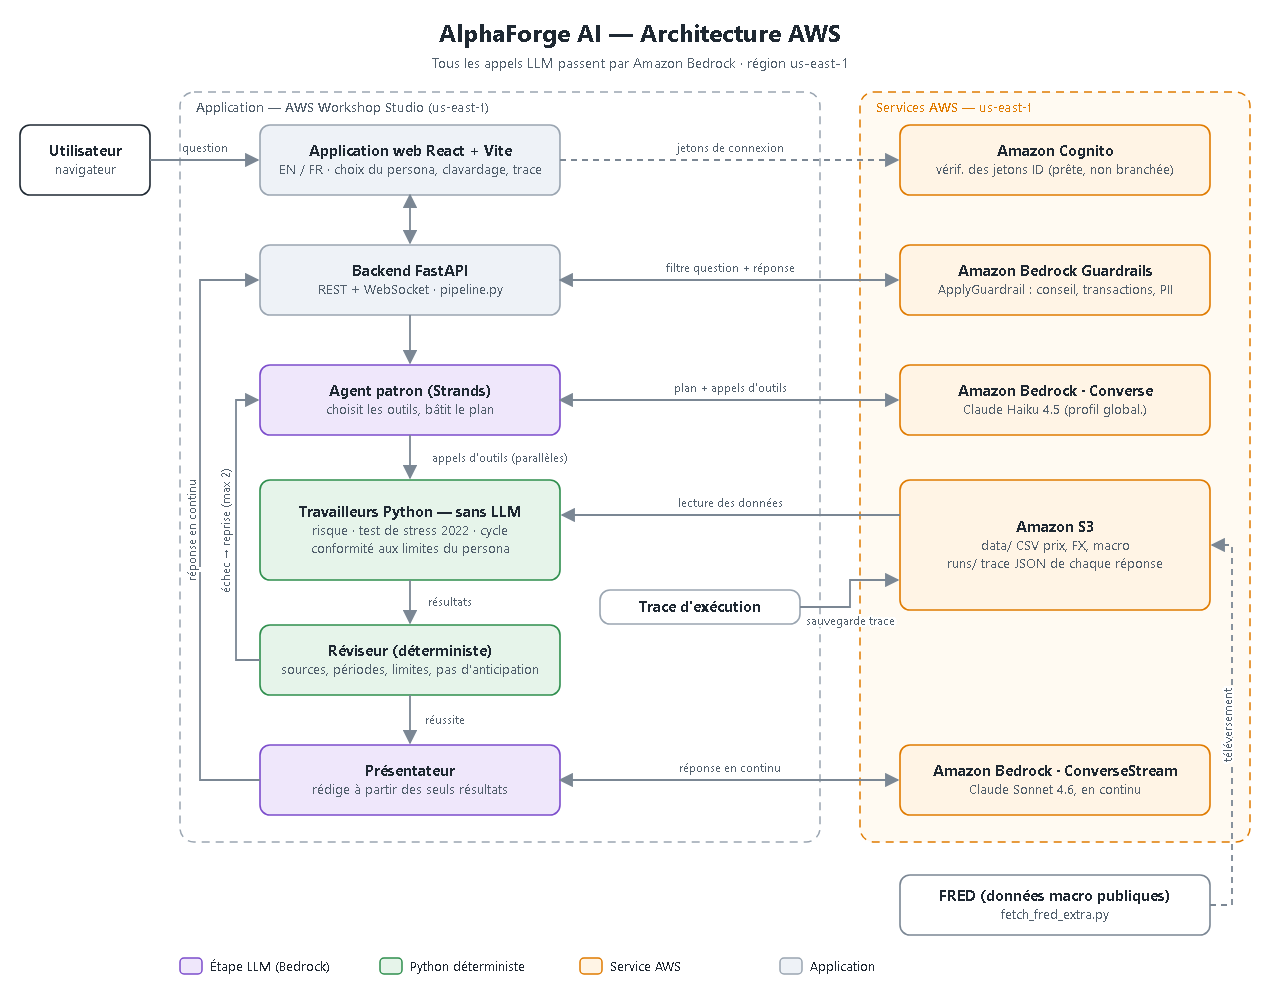 AlphaForge AI — Architecture AWS
Tous les appels LLM passent par Amazon Bedrock · région us-east-1
Application — AWS Workshop Studio (us-east-1)
Services AWS — us-east-1
Utilisateur
navigateur
question
Application web React + Vite
EN / FR · choix du persona, clavardage, trace
jetons de connexion
Amazon Cognito
vérif. des jetons ID (prête, non branchée)
Backend FastAPI
REST + WebSocket · pipeline.py
filtre question + réponse
Amazon Bedrock Guardrails
ApplyGuardrail : conseil, transactions, PII
Agent patron (Strands)
choisit les outils, bâtit le plan
plan + appels d'outils
Amazon Bedrock · Converse
Claude Haiku 4.5 (profil global.)
appels d'outils (parallèles)
Travailleurs Python — sans LLM
risque · test de stress 2022 · cycle
conformité aux limites du persona
lecture des données
Amazon S3
data/ CSV prix, FX, macro
runs/ trace JSON de chaque réponse
réponse en continu
échec → reprise (max 2)
résultats
Trace d'exécution
sauvegarde trace
Réviseur (déterministe)
sources, périodes, limites, pas d'anticipation
réussite
téléversement
Présentateur
rédige à partir des seuls résultats
réponse en continu
Amazon Bedrock · ConverseStream
Claude Sonnet 4.6, en continu
FRED (données macro publiques)
fetch_fred_extra.py
Étape LLM (Bedrock)
Python déterministe
Service AWS
Application